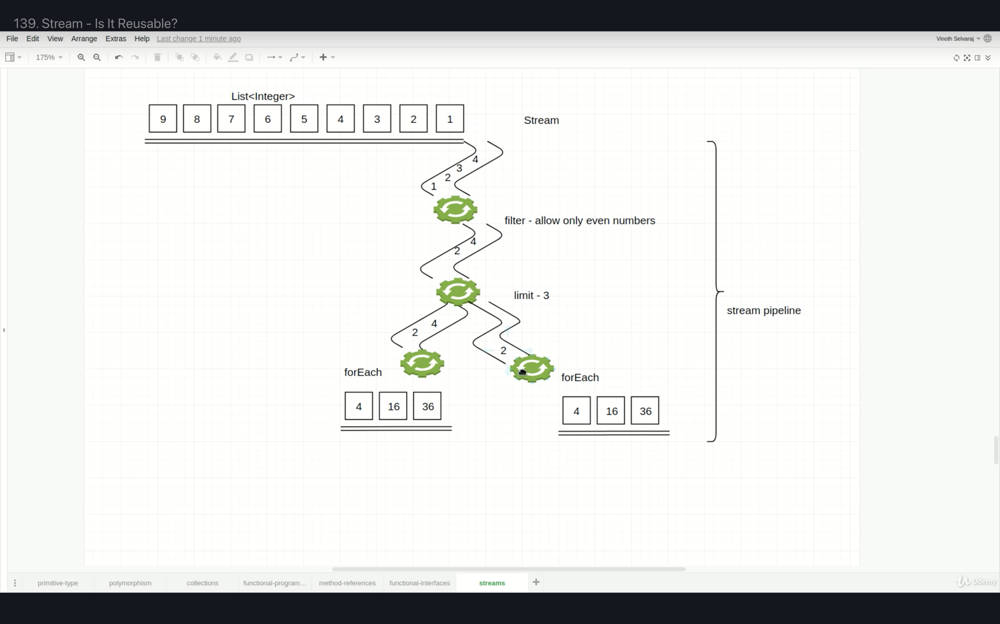 139. Stream - Is It Reusable?
File Edit View Arrange Extras Help Last change 1 minute ago
Vinoth Selvaraj
175%
List<Integer>
9 8 7 6 5 4 3 2 1
Stream
4
3
2
1
filter - allow only even numbers
4
2
limit - 3
stream pipeline
4
2
2
forEach
forEach
4 16 36
4 16 36
primitive-type polymorphism collections functional-program... method-references functional-interfaces streams
Udemy